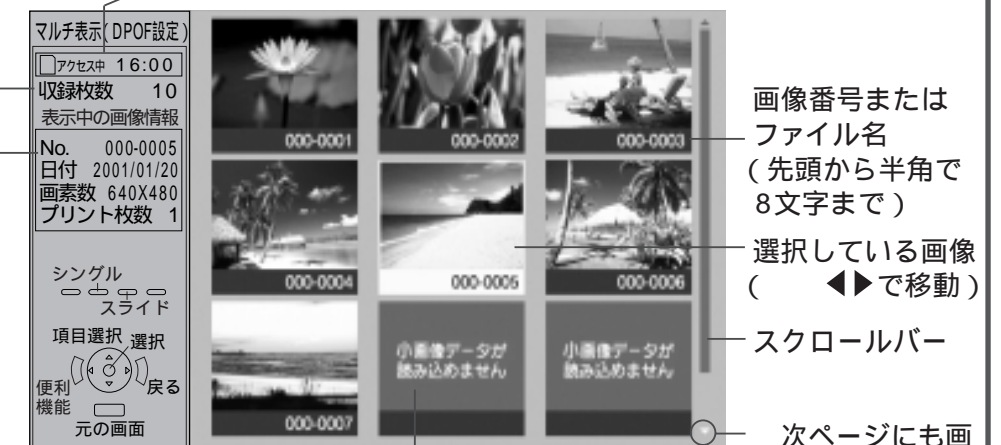 マルチ表示(DPOF設定)
アクセス中 16:00
収録枚数 10
表示中の画像情報
No. 000-0005
日付 2001/01/20
画素数 640X480
プリント枚数 1
シングル
スライド
項目選択
選択
便利
機能
戻る
元の画面
000-0001
000-0002
000-0003
000-0004
000-0005
000-0006
000-0007
小画像データが
読み込めません
小画像データが
読み込めません
画像番号または
ファイル名
(先頭から半角で
8文字まで)
選択している画像
( ◀▶で移動)
スクロールバー
次ページにも画